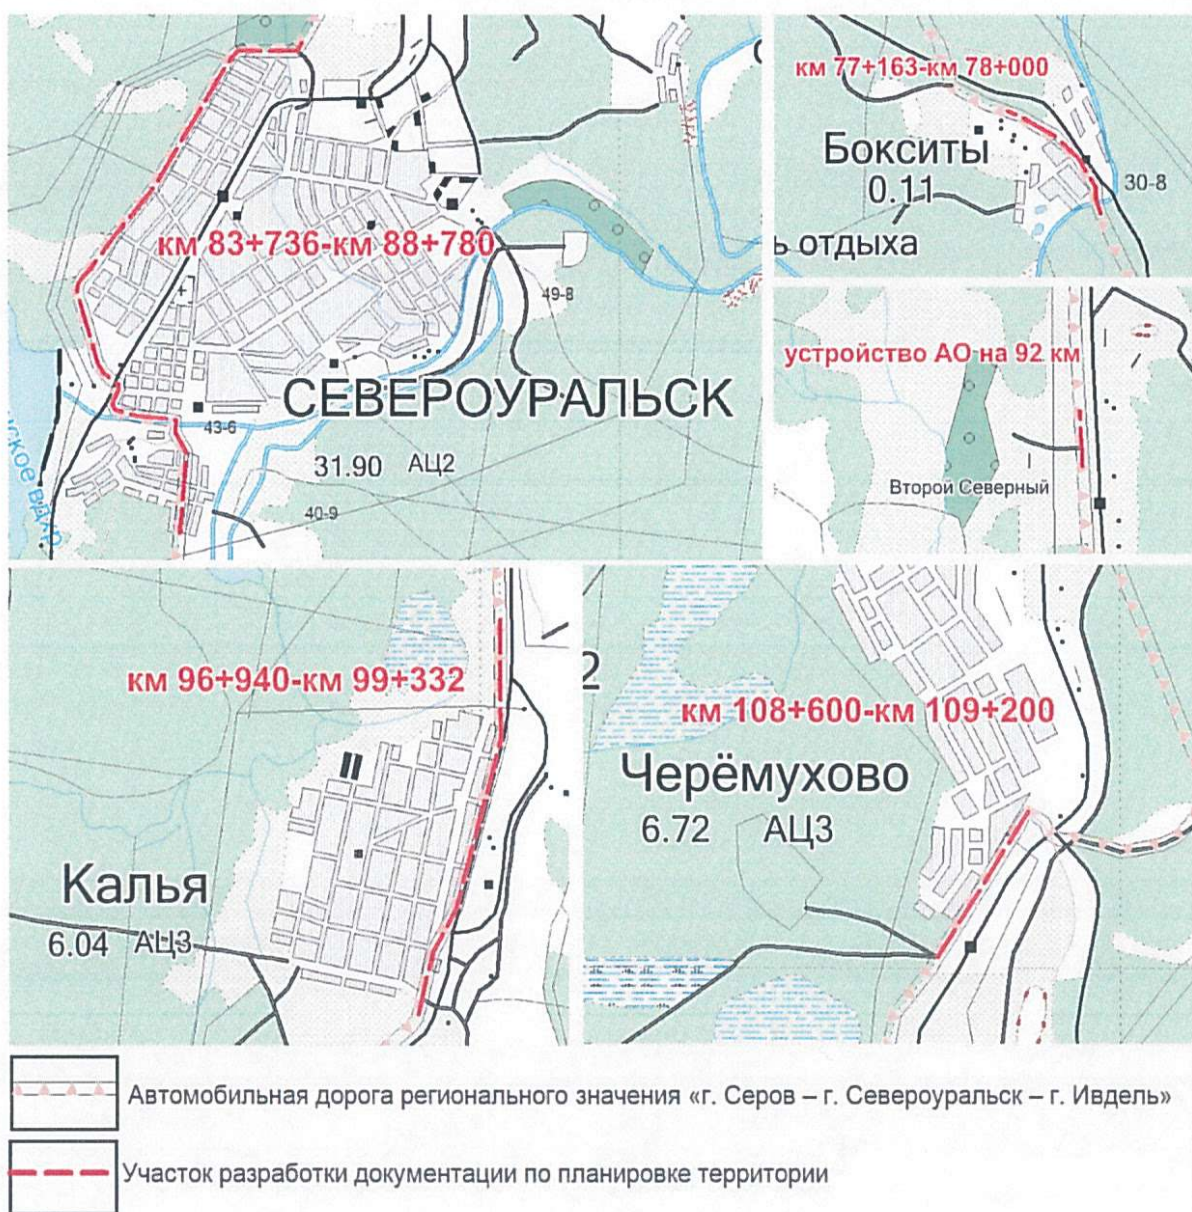 км 83+736-км 88+780
49-8
СЕВЕРОУРАЛЬСК
43-6
31.90 АЦ2
40-9
ское вдхр
км 77+163-км 78+000
Бокситы
0.11
30-8
ь отдыха
устройство АО на 92 км
Второй Северный
км 96+940-км 99+332
Калья
6.04 АЦ3
2
км 108+600-км 109+200
Черёмухово
6.72 АЦ3
Автомобильная дорога регионального значения «г. Серов – г. Североуральск – г. Ивдель»
Участок разработки документации по планировке территории